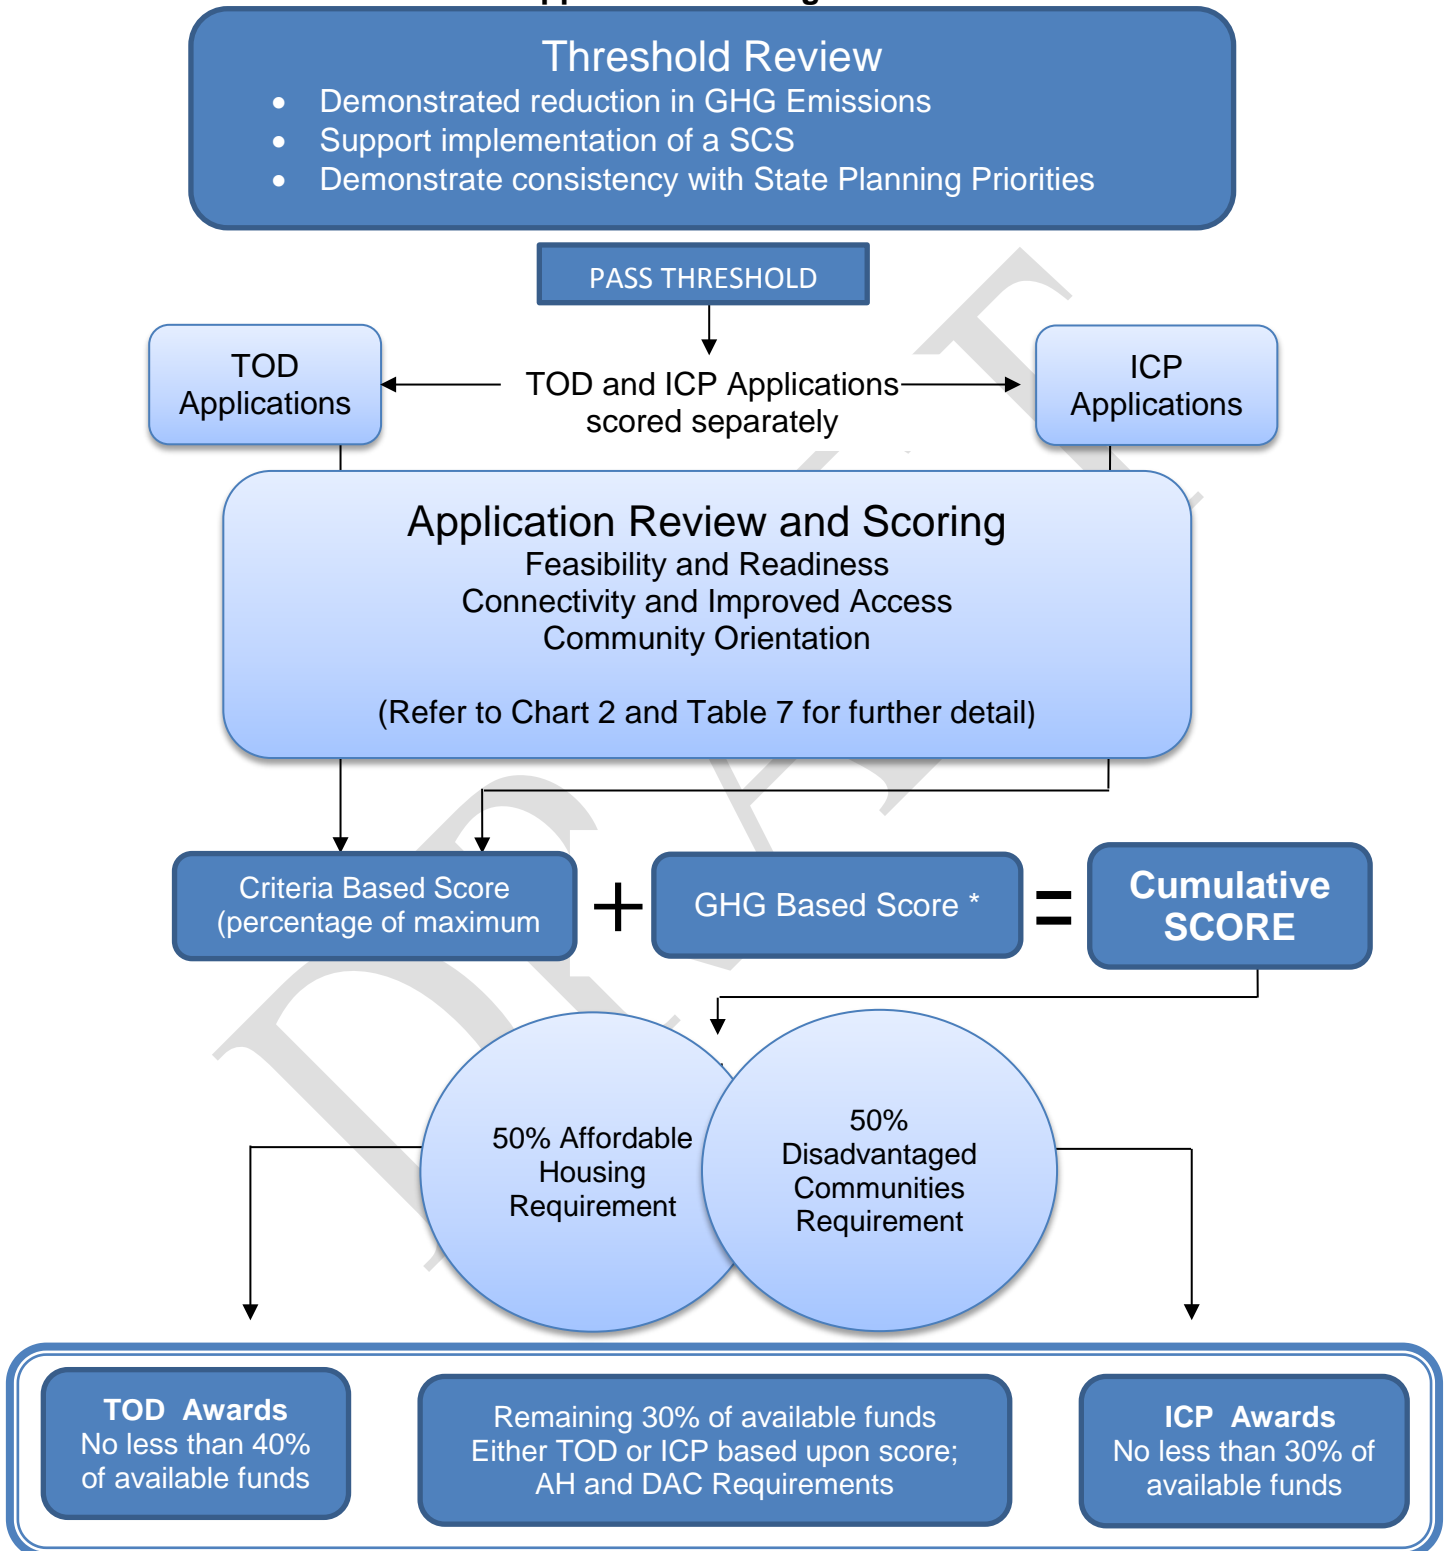 Threshold Review
• Demonstrated reduction in GHG Emissions
• Support implementation of a SCS
• Demonstrate consistency with State Planning Priorities
PASS THRESHOLD
TOD
Applications
TOD and ICP Applications
scored separately
ICP
Applications
Application Review and Scoring
Feasibility and Readiness
Connectivity and Improved Access
Community Orientation
(Refer to Chart 2 and Table 7 for further detail)
Criteria Based Score
(percentage of maximum
+
GHG Based Score *
=
Cumulative
SCORE
50% Affordable
Housing
Requirement
50%
Disadvantaged
Communities
Requirement
TOD Awards
No less than 40%
of available funds
Remaining 30% of available funds
Either TOD or ICP based upon score;
AH and DAC Requirements
ICP Awards
No less than 30% of
available funds
DRAFT